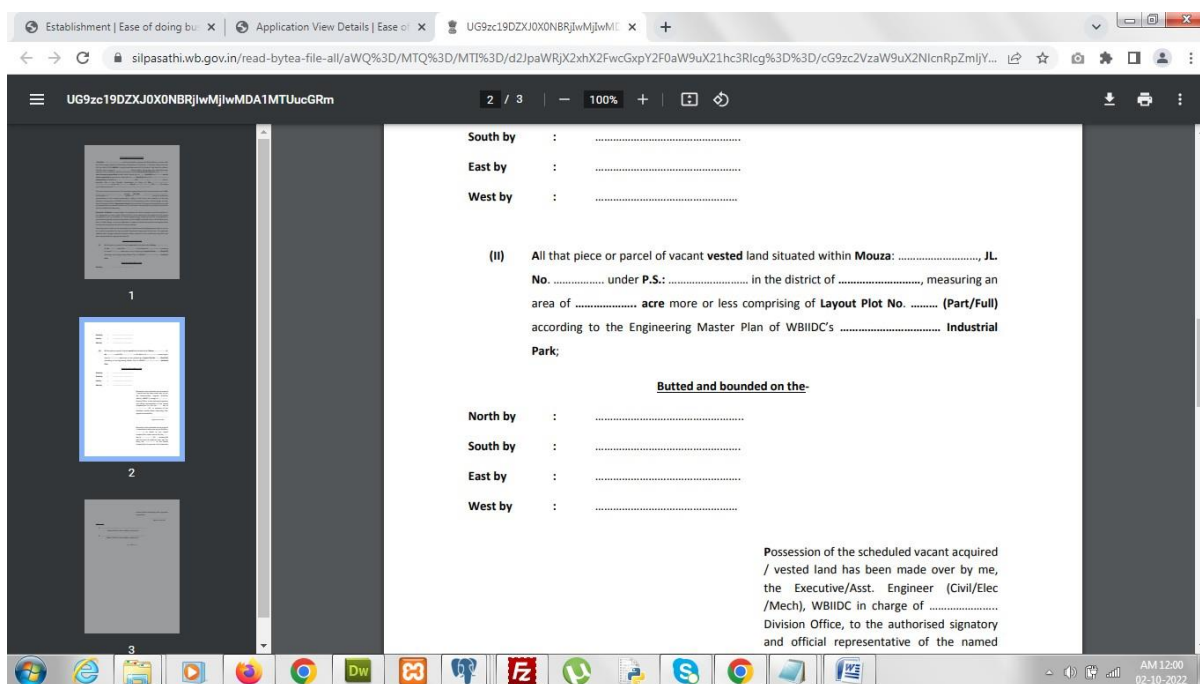 Establishment | Ease of doing bu
Application View Details | Ease of
UG9zc19DZXJ0X0NBRjIwMjIwMD
silpasathi.wb.gov.in/read-bytea-file-all/aWQ%3D/MTQ%3D/MTI%3D/d2JpaWRjX2xhX2FwcGxpY2F0aW9uX21hc3Rlcg%3D%3D/cG9zc2VzaW9uX2NlcnRpZmljY...
UG9zc19DZXJ0X0NBRjIwMjIwMDA1MTUucGRm
2 / 3
100%
South by : ................................................
East by : ................................................
West by : ................................................
(II) All that piece or parcel of vacant vested land situated within Mouza: .........................., JL.
No. ................. under P.S.: .......................... in the district of ..........................., measuring an
area of .................... acre more or less comprising of Layout Plot No. ......... (Part/Full)
according to the Engineering Master Plan of WBIIDC's ................................ Industrial
Park;
Butted and bounded on the-
North by : .................................................
South by : ................................................
East by : ................................................
West by : ................................................
Possession of the scheduled vacant acquired
/ vested land has been made over by me,
the Executive/Asst. Engineer (Civil/Elec
/Mech), WBIIDC in charge of .......................
Division Office, to the authorised signatory
and official representative of the named
1
2
3
Dw
Fz
AM 12:00
02-10-2022